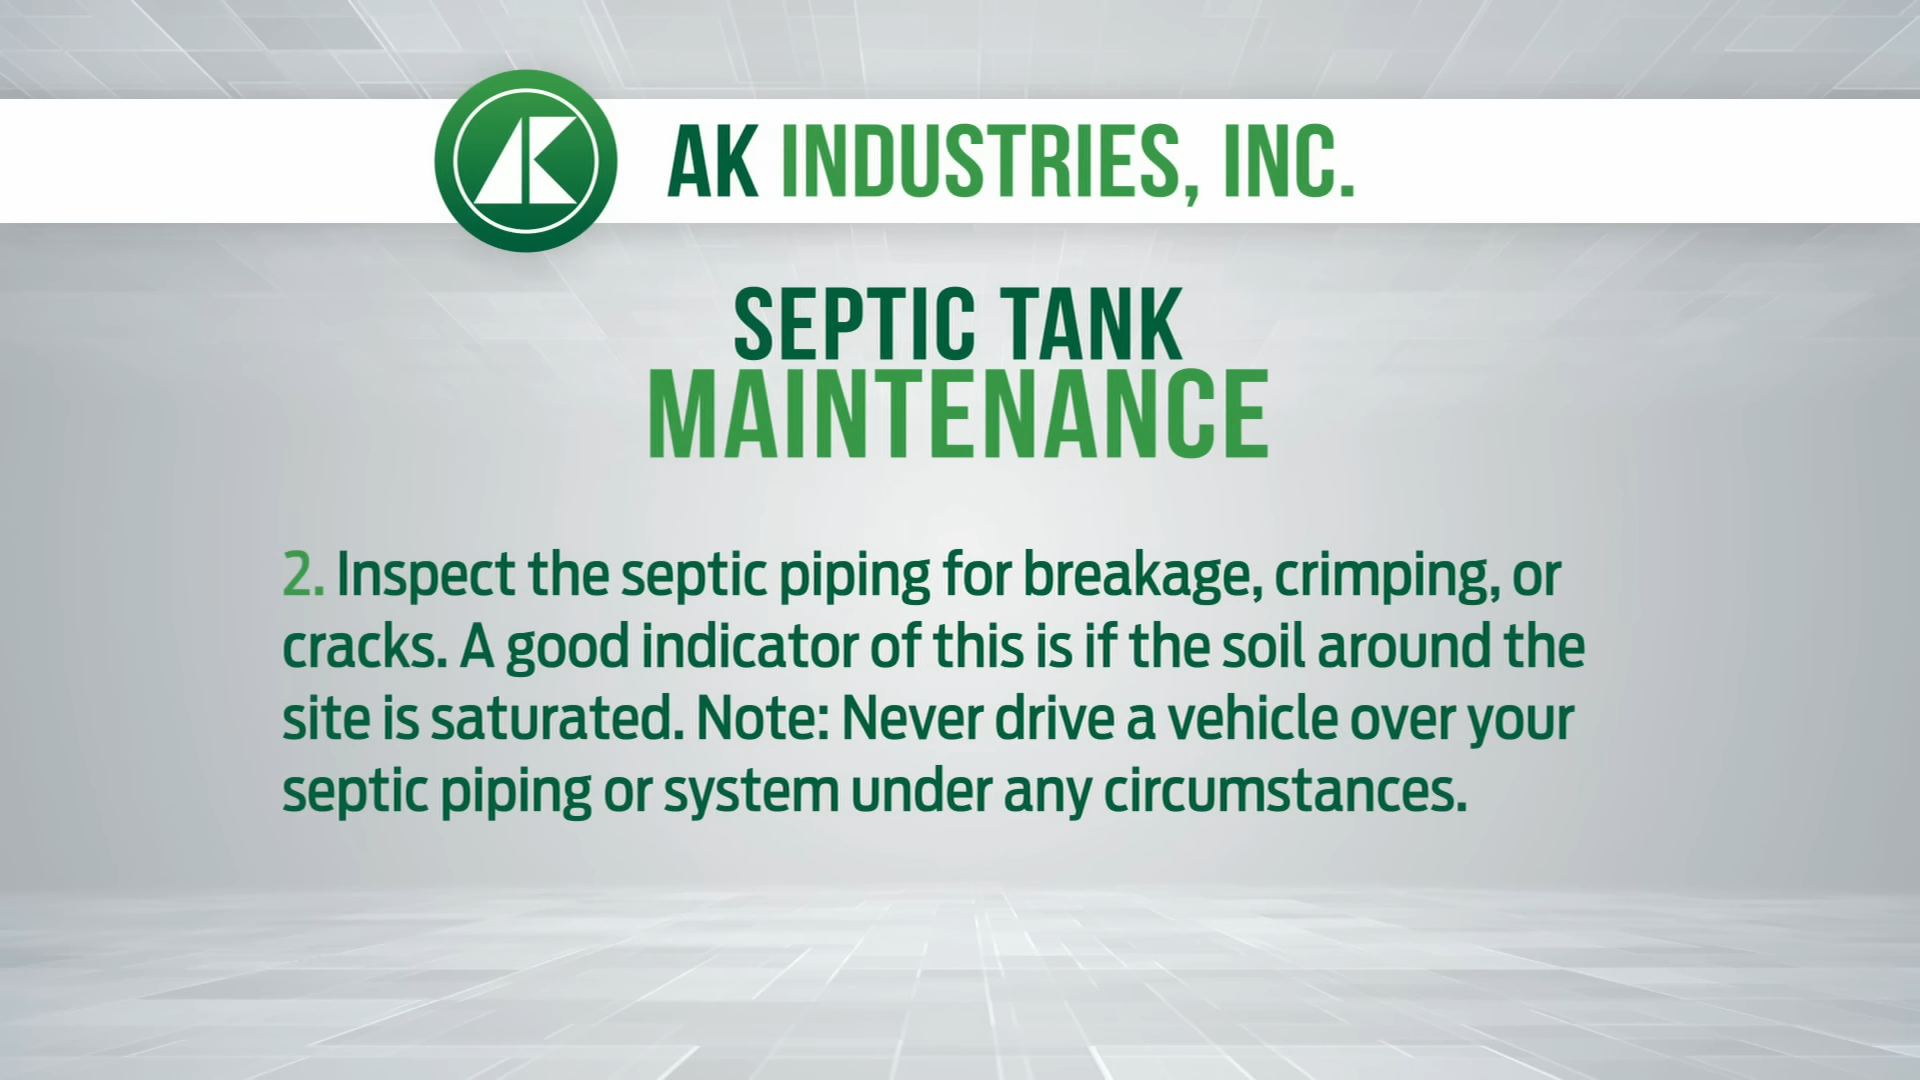 AK INDUSTRIES, INC.
SEPTIC TANK
MAINTENANCE
2. Inspect the septic piping for breakage, crimping, or
cracks. A good indicator of this is if the soil around the
site is saturated. Note: Never drive a vehicle over your
septic piping or system under any circumstances.